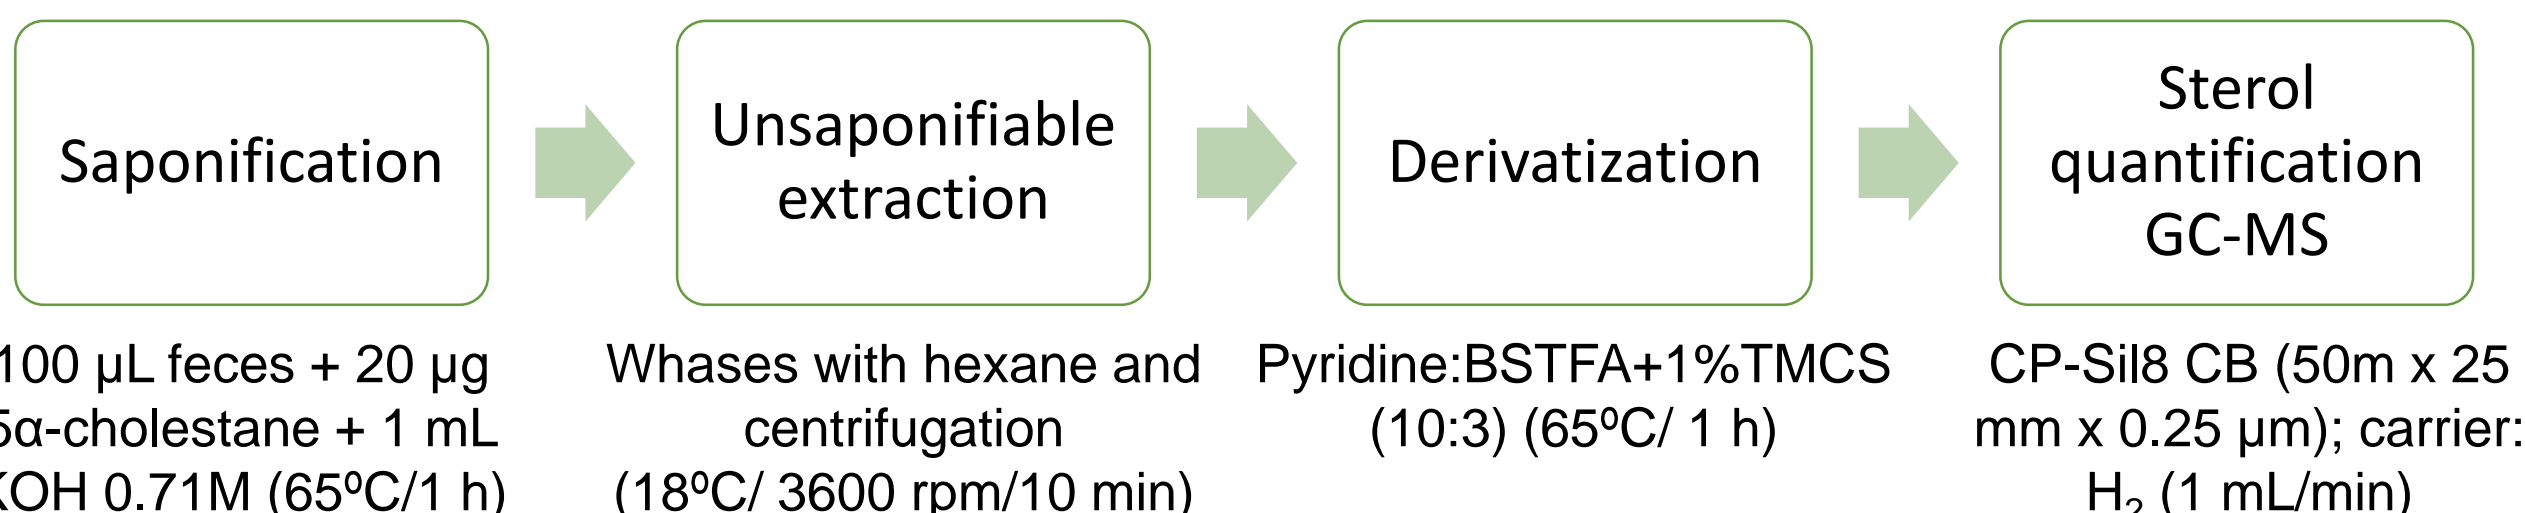 Saponification
Unsaponifiable
extraction
Derivatization
Sterol
quantification
GC-MS
100 µL feces + 20 µg
5α-cholestane + 1 mL
KOH 0.71M (65ºC/1 h)
Whases with hexane and
centrifugation
(18ºC/ 3600 rpm/10 min)
Pyridine:BSTFA+1%TMCS
(10:3) (65ºC/ 1 h)
CP-Sil8 CB (50m x 25
mm x 0.25 µm); carrier:
H₂ (1 mL/min)